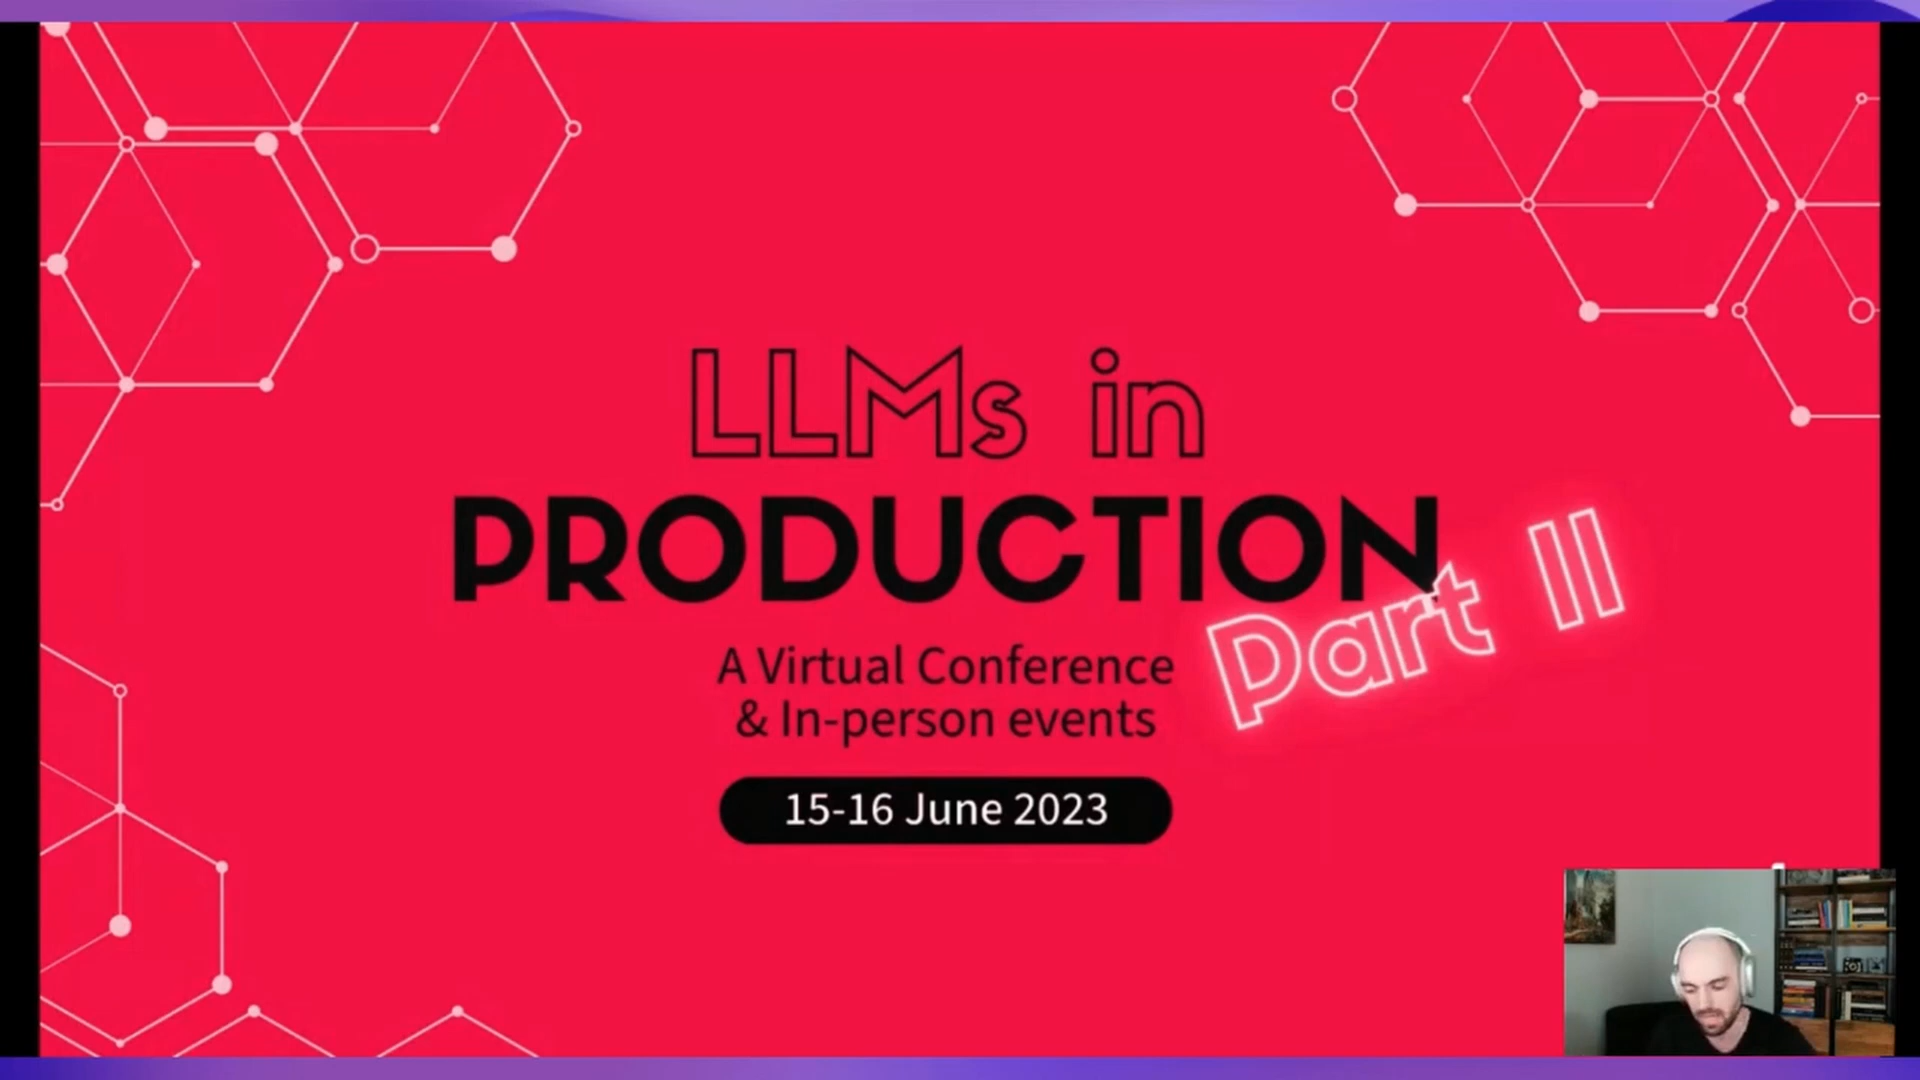 LLMs in
PRODUCTION
Part II
A Virtual Conference
& In-person events
15-16 June 2023